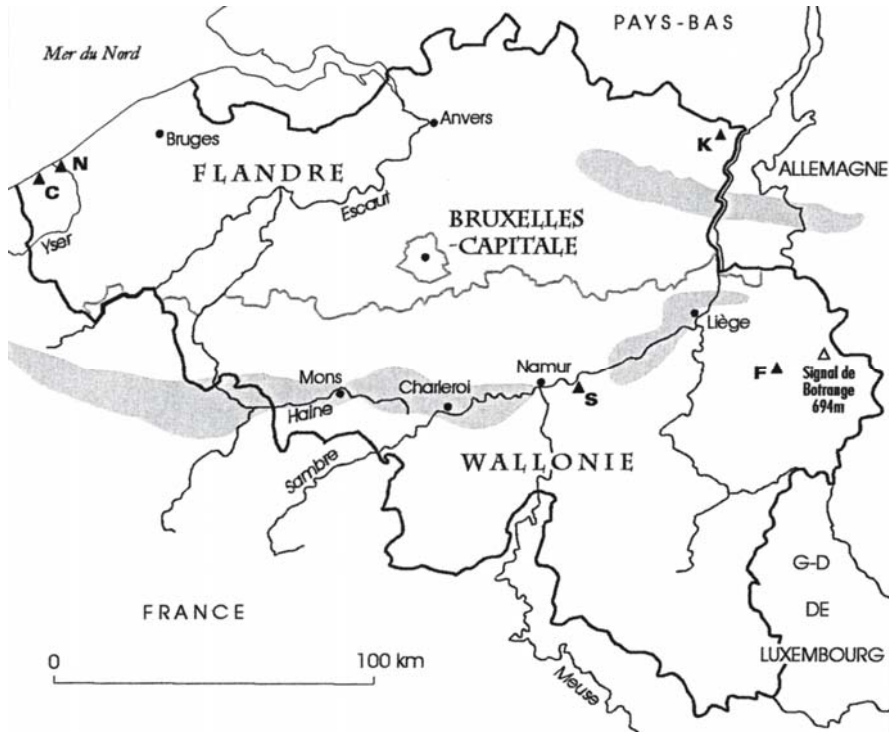 PAYS-BAS
Mer du Nord
Anvers
Bruges
K
N
C
FLANDRE
ALLEMAGNE
Escaut
BRUXELLES
-CAPITALE
Yser
Liège
Mons
Namur
Charleroi
F
Signal de
Botrange
694m
S
Haine
WALLONIE
Sambre
G-D
DE
LUXEMBOURG
FRANCE
0
100 km
Meuse